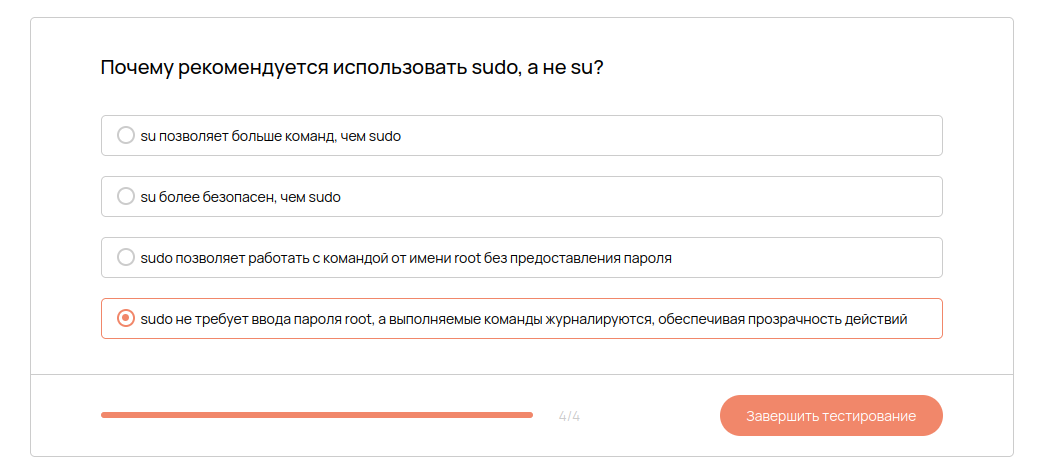 Почему рекомендуется использовать sudo, а не su?
su позволяет больше команд, чем sudo
su более безопасен, чем sudo
sudo позволяет работать с командой от имени root без предоставления пароля
sudo не требует ввода пароля root, а выполняемые команды журналируются, обеспечивая прозрачность действий
4/4
Завершить тестирование